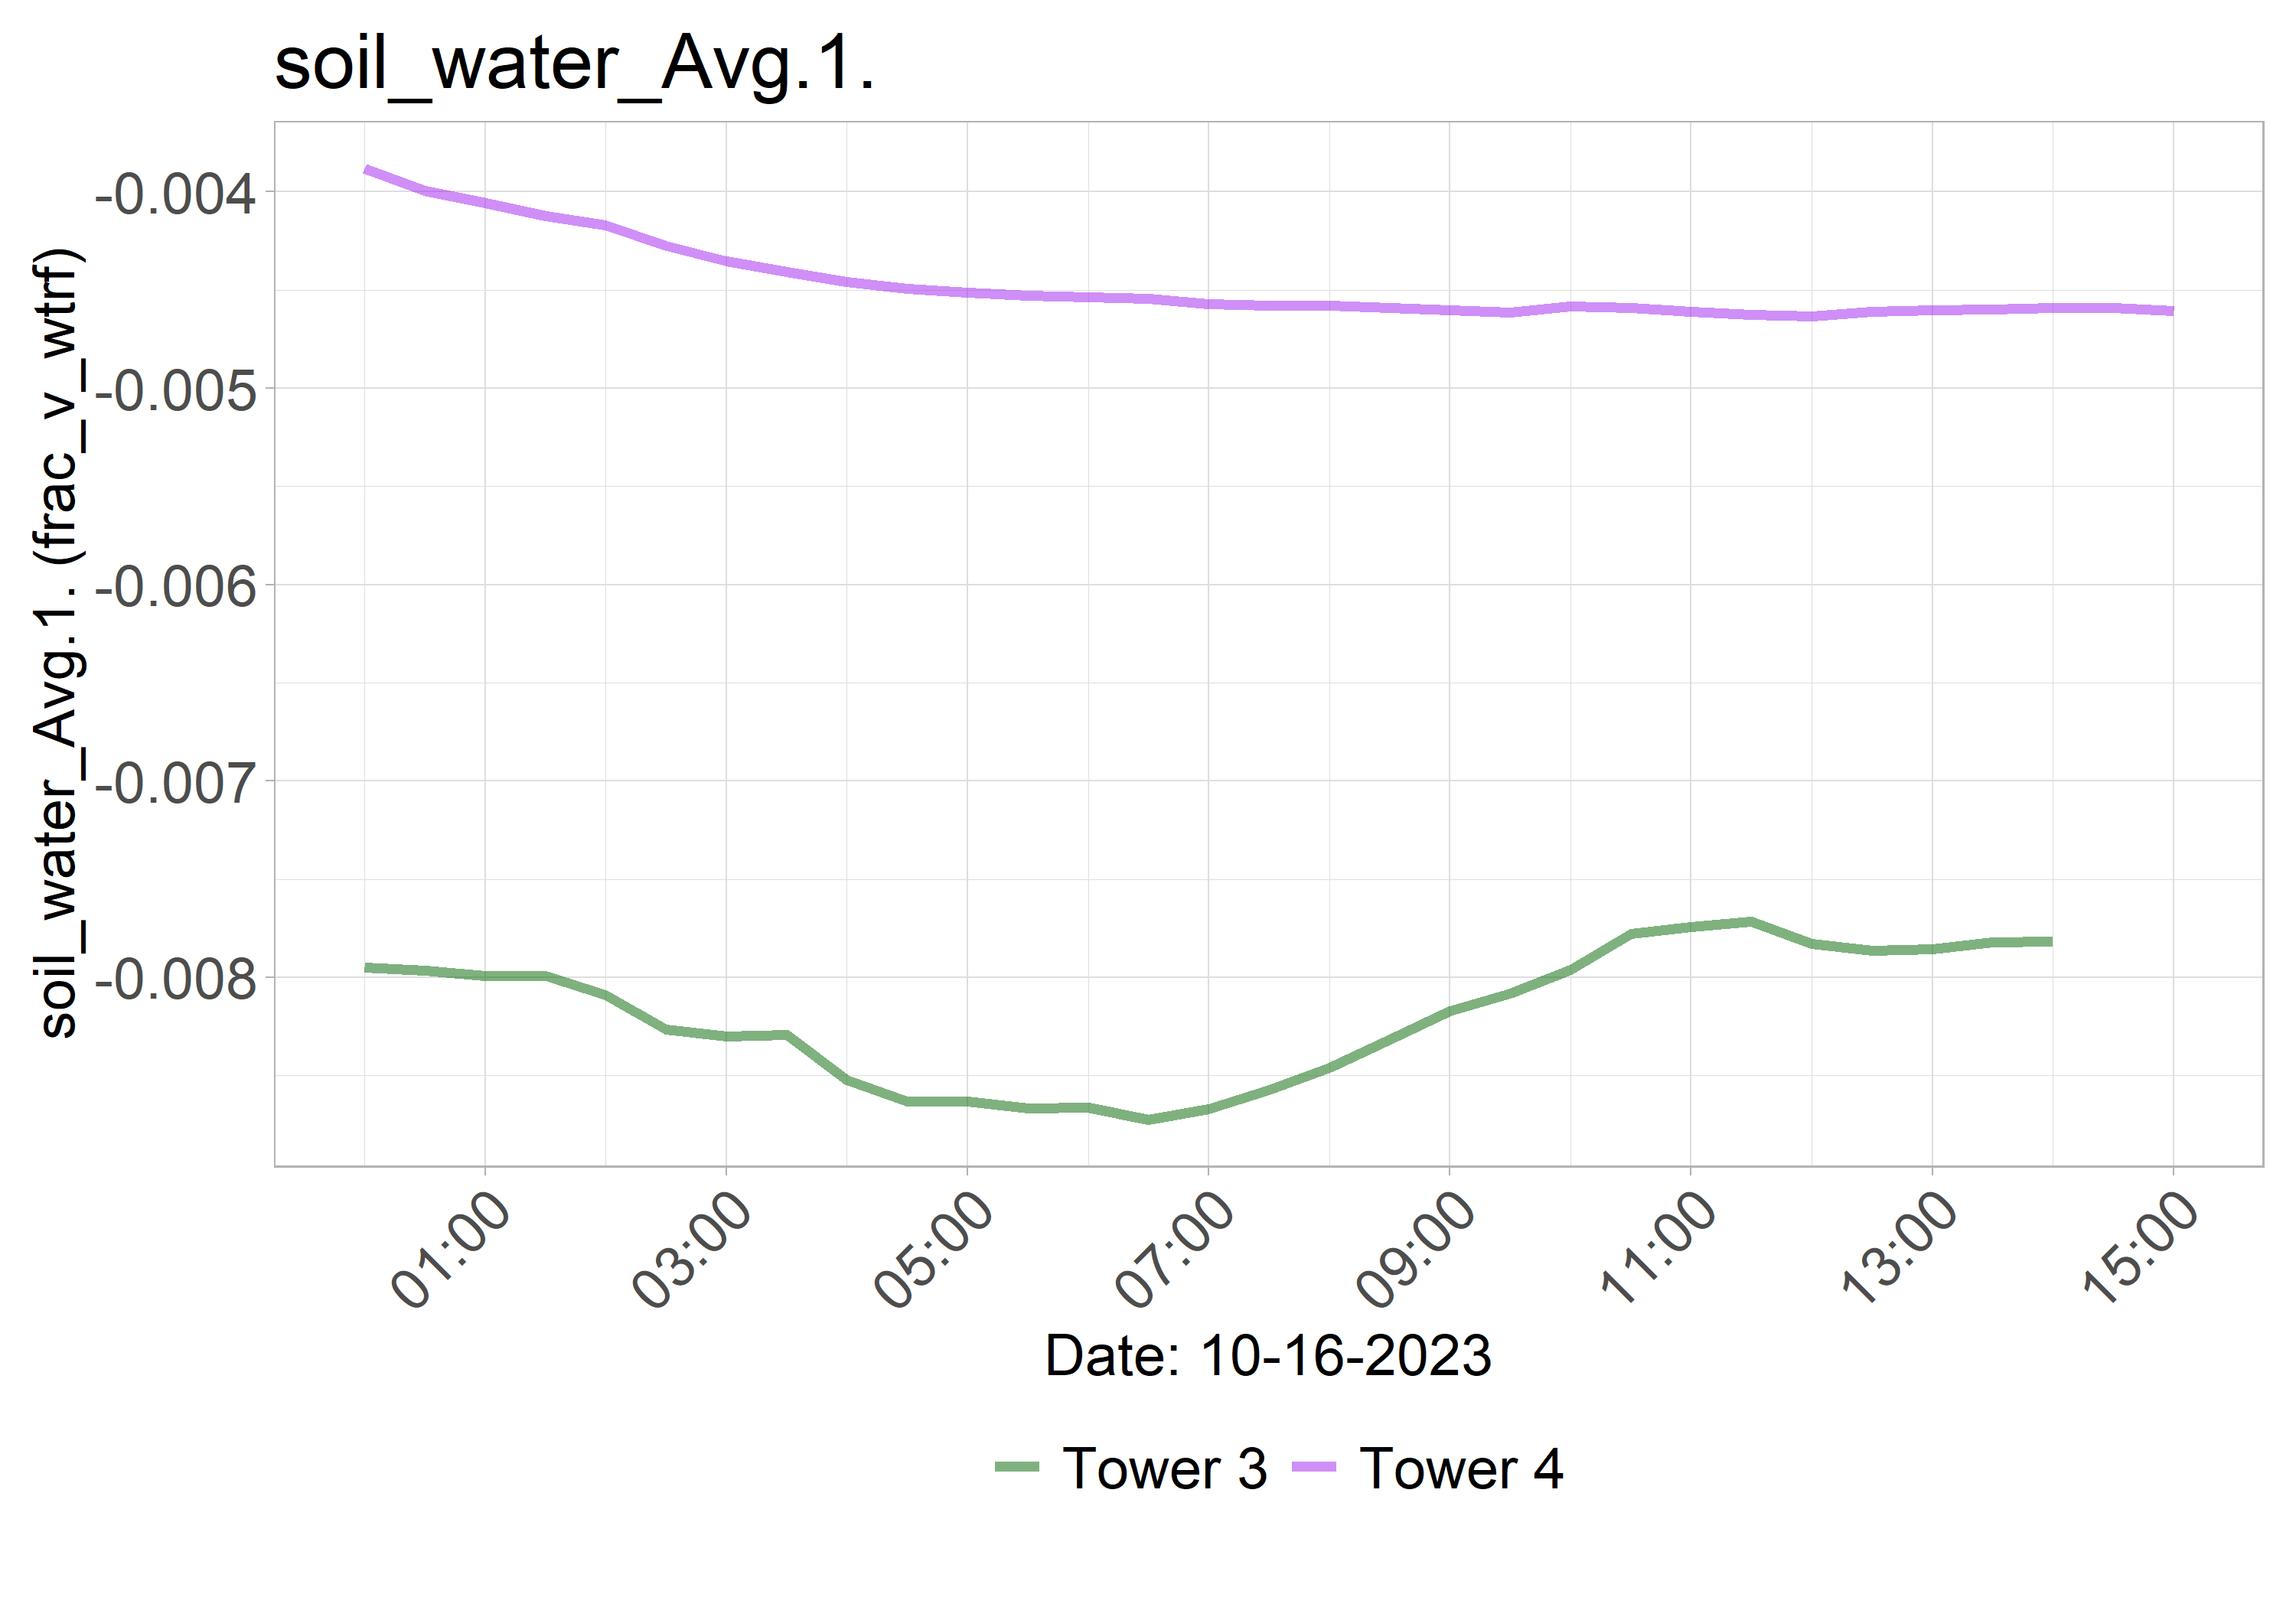 soil_water_Avg.1.
soil_water_Avg.1. (frac_v_wtrf)
-0.004
-0.005
-0.006
-0.007
-0.008
01:00
03:00
05:00
07:00
09:00
11:00
13:00
15:00
Date: 10-16-2023
Tower 3
Tower 4